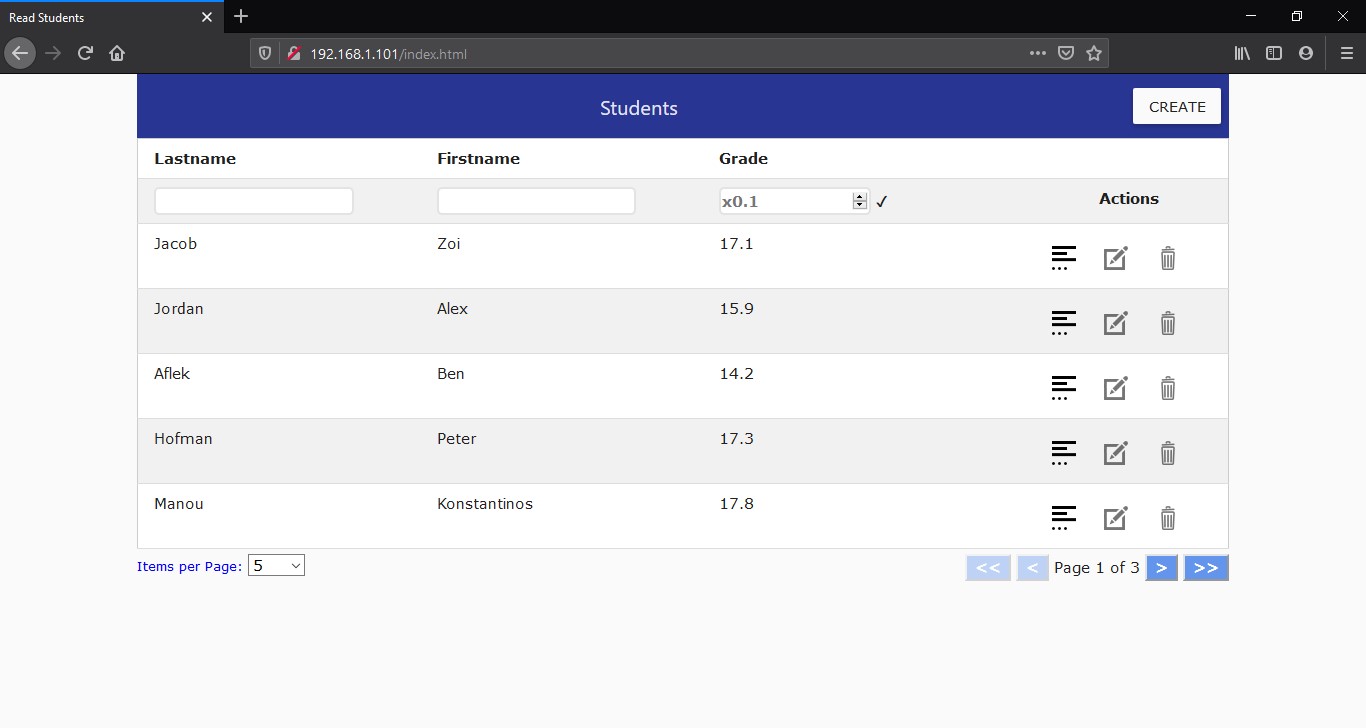 Read Students
192.168.1.101/index.html
Students
CREATE
Lastname Firstname Grade
x0.1 ✓ Actions
Jacob Zoi 17.1
Jordan Alex 15.9
Aflek Ben 14.2
Hofman Peter 17.3
Manou Konstantinos 17.8
Items per Page: 5 << < Page 1 of 3 > >>